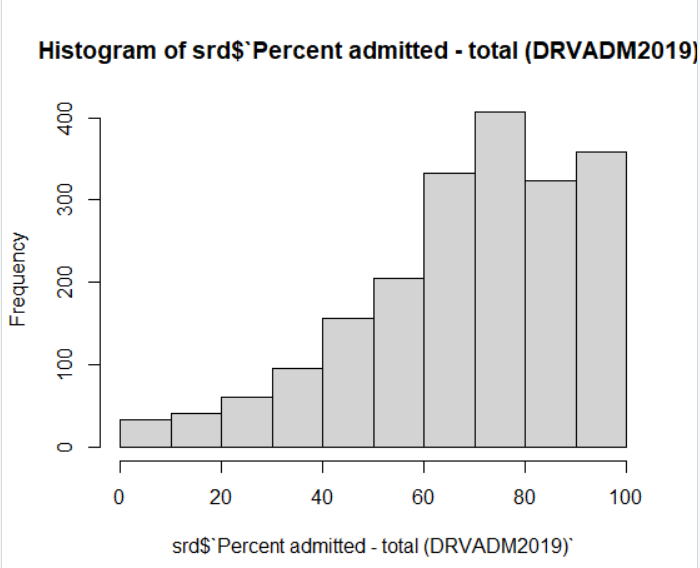 Histogram of srd$`Percent admitted - total (DRVADM2019)
400
300
200
100
0
Frequency
0 20 40 60 80 100
srd$`Percent admitted - total (DRVADM2019)`